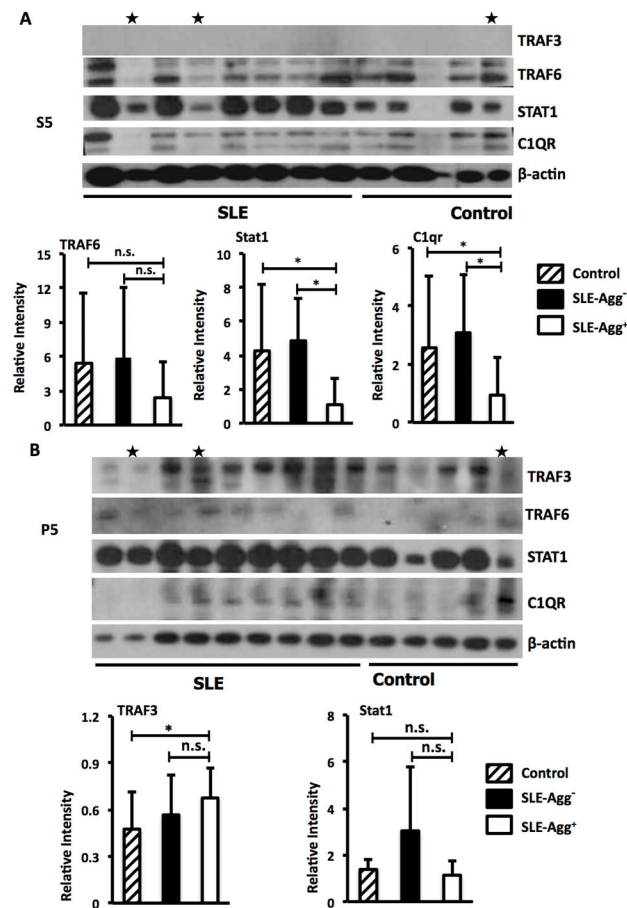 A
★ ★ ★
TRAF3
TRAF6
S5
STAT1
C1QR
β-actin
SLE Control
TRAF6
n.s.
n.s.
Relative Intensity
15
12
9
6
3
0
Stat1
*
*
Relative Intensity
6
4
2
0
C1qr
*
*
Relative Intensity
6
4
2
0
Control
SLE-Agg⁻
SLE-Agg⁺
B
★ ★ ★
TRAF3
P5
TRAF6
STAT1
C1QR
β-actin
SLE Control
TRAF3
*
n.s.
Relative Intensity
1.2
0.9
0.6
0.3
0
Stat1
n.s.
n.s.
Relative Intensity
8
6
4
2
0
Control
SLE-Agg⁻
SLE-Agg⁺